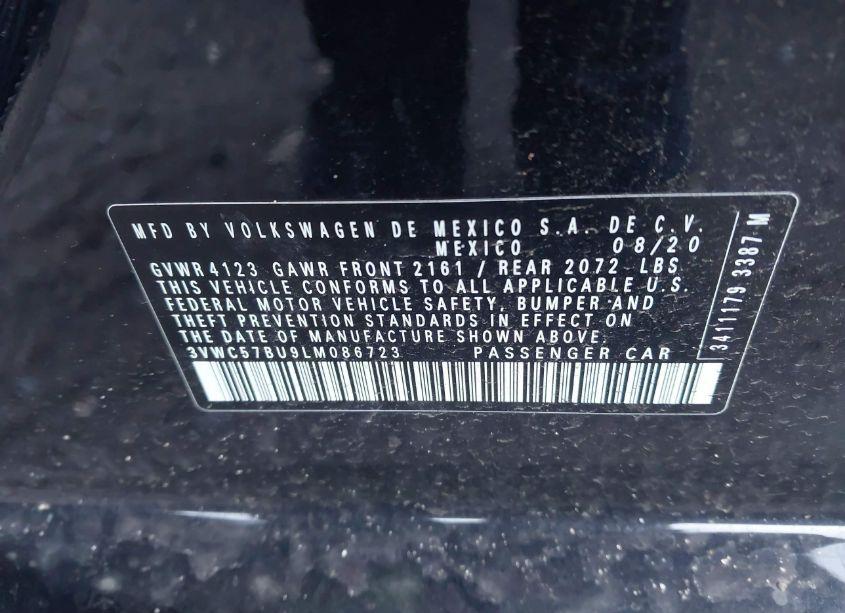 MFD BY VOLKSWAGEN DE MEXICO S.A. DE C.V.
MEXICO 08/20
GVWR 4123 GAWR FRONT 2161 / REAR 2072 LBS
THIS VEHICLE CONFORMS TO ALL APPLICABLE U.S.
FEDERAL MOTOR VEHICLE SAFETY, BUMPER AND
THEFT PREVENTION STANDARDS IN EFFECT ON
THE DATE OF MANUFACTURE SHOWN ABOVE.
3VWC57BU9LM086723 PASSENGER CAR
3411179 3387 M